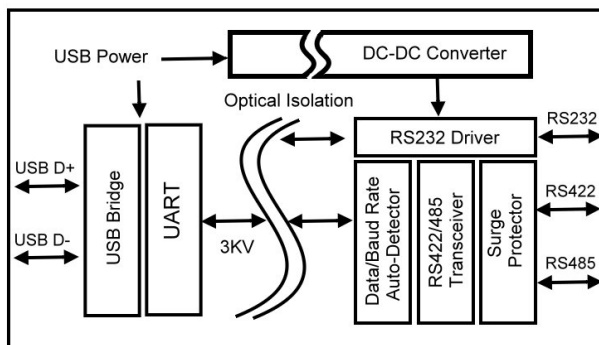 USB Power
DC-DC Converter
Optical Isolation
RS232 Driver
RS232
USB D+
USB D-
USB Bridge
UART
3KV
Data/Baud Rate
Auto-Detector
RS422/485
Transceiver
Surge
Protector
RS422
RS485